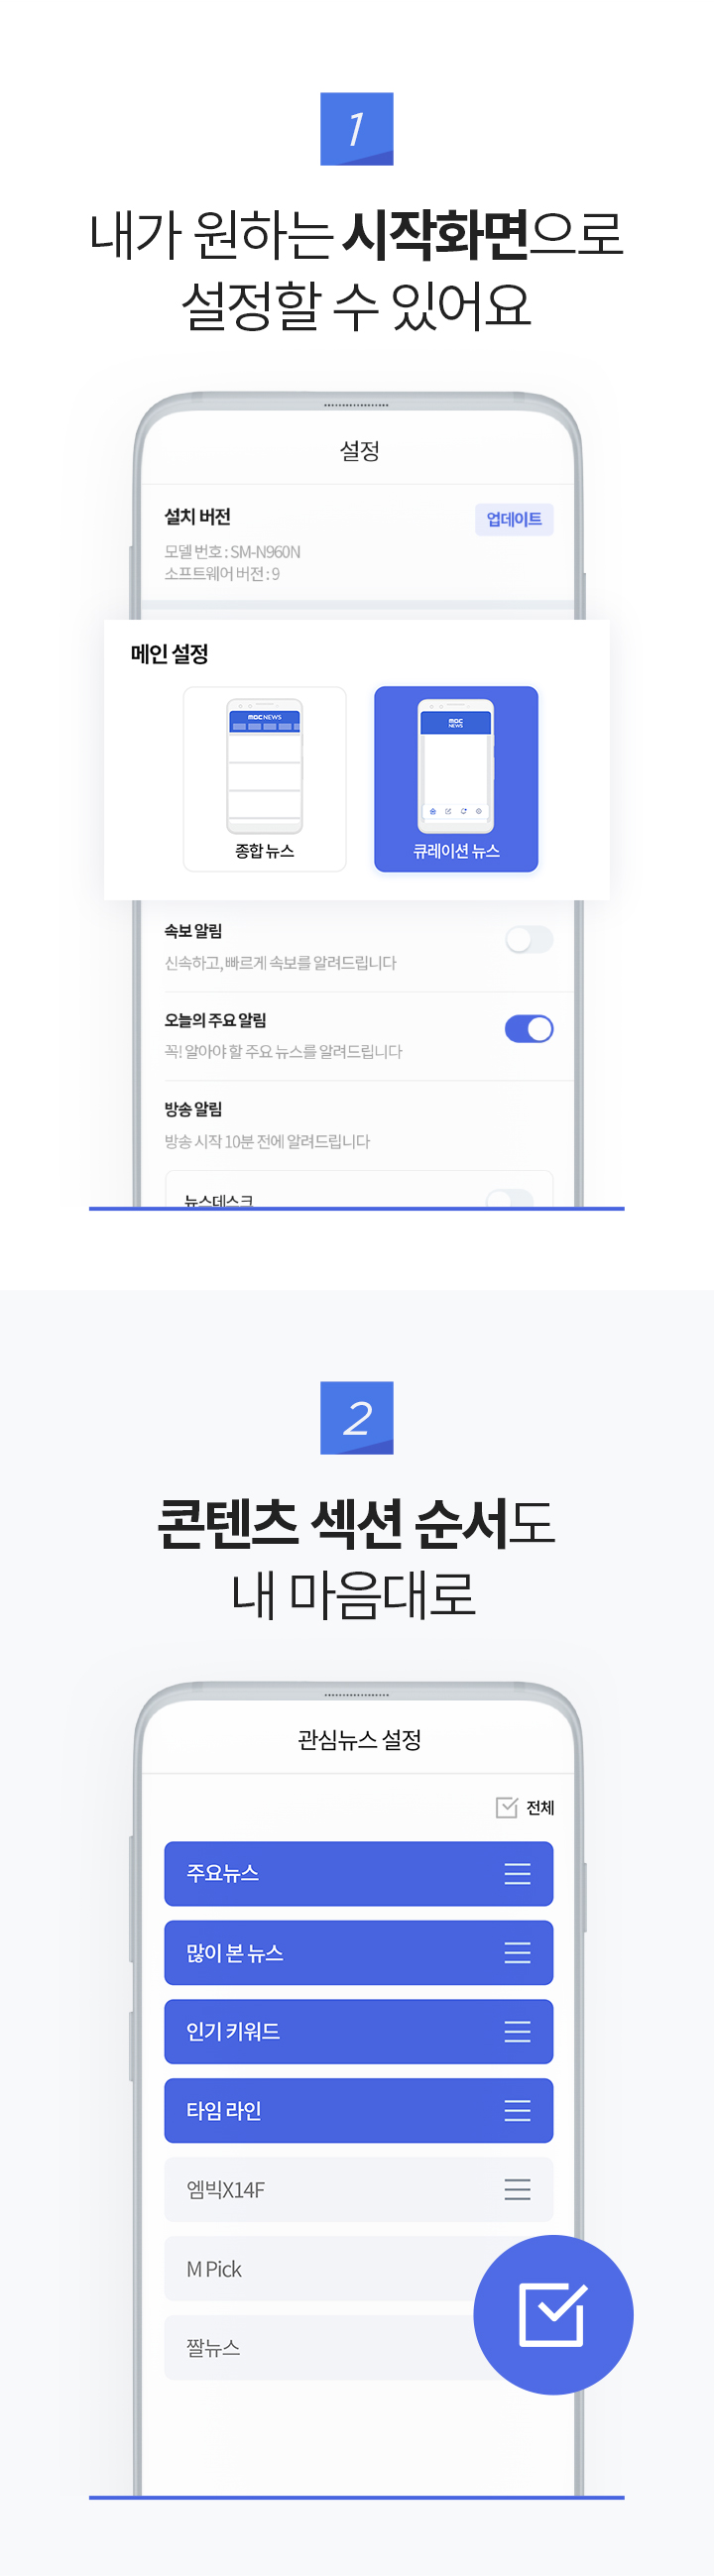 1
내가 원하는 시작화면으로
설정할 수 있어요
설정
설치 버전
업데이트
모델 번호 : SM-N960N
소프트웨어 버전 : 9
메인 설정
MBC NEWS
MBC
NEWS
종합 뉴스
큐레이션 뉴스
속보 알림
신속하고, 빠르게 속보를 알려드립니다
오늘의 주요 알림
꼭! 알아야 할 주요 뉴스를 알려드립니다
방송 알림
방송 시작 10분 전에 알려드립니다
뉴스데스크
2
콘텐츠 섹션 순서도
내 마음대로
관심뉴스 설정
전체
주요뉴스
많이 본 뉴스
인기 키워드
타임 라인
엠빅X14F
M Pick
짤뉴스